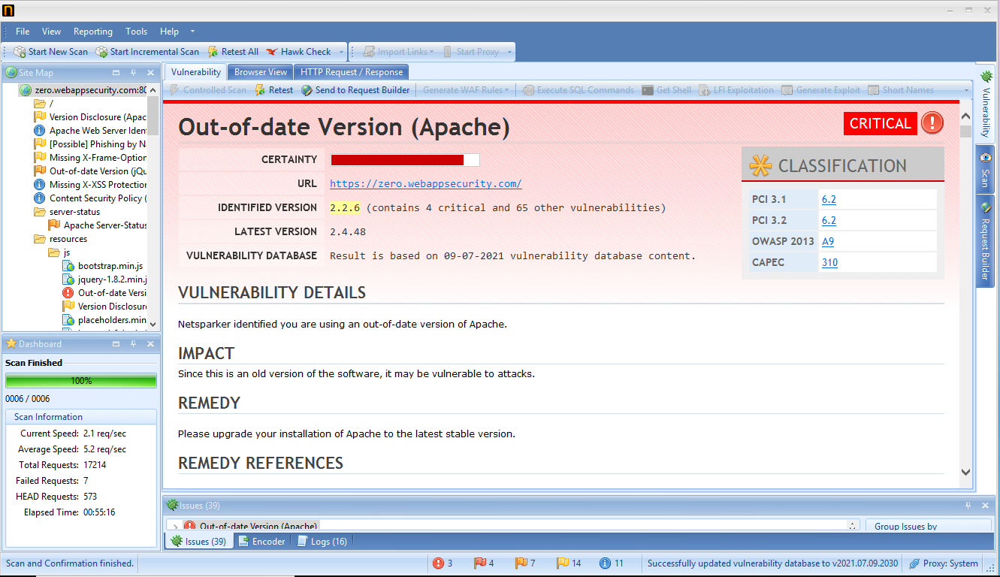 n
File View Reporting Tools Help
Start New Scan Start Incremental Scan Retest All Hawk Check Import Links Start Proxy
Site Map
zero.webappsecurity.com:80
/
Version Disclosure (Apac
Apache Web Server Iden
[Possible] Phishing by N
Missing X-Frame-Option
Out-of-date Version (jQu
Missing X-XSS Protection
Content Security Policy (
server-status
Apache Server-Status
resources
js
bootstrap.min.js
jquery-1.8.2.min.j
Out-of-date Versi
Version Disclosure
placeholders.min
Dashboard
Scan Finished
100%
0006 / 0006
Scan Information
Current Speed: 2.1 req/sec
Average Speed: 5.2 req/sec
Total Requests: 17214
Failed Requests: 7
HEAD Requests: 573
Elapsed Time: 00:55:16
Vulnerability Browser View HTTP Request / Response
Controlled Scan Retest Send to Request Builder Generate WAF Rules Execute SQL Commands Get Shell LFI Exploitation Generate Exploit Short Names
Out-of-date Version (Apache)
CRITICAL
CERTAINTY
URL https://zero.webappsecurity.com/
IDENTIFIED VERSION 2.2.6 (contains 4 critical and 65 other vulnerabilities)
LATEST VERSION 2.4.48
VULNERABILITY DATABASE Result is based on 09-07-2021 vulnerability database content.
CLASSIFICATION
PCI 3.1 6.2
PCI 3.2 6.2
OWASP 2013 A9
CAPEC 310
VULNERABILITY DETAILS
Netsparker identified you are using an out-of-date version of Apache.
IMPACT
Since this is an old version of the software, it may be vulnerable to attacks.
REMEDY
Please upgrade your installation of Apache to the latest stable version.
REMEDY REFERENCES
Vulnerability
Scan
Request Builder
Issues (39)
Out-of-date Version (Apache)
Group Issues by
Issues (39) Encoder Logs (16)
Scan and Confirmation finished. 3 4 7 14 11 Successfully updated vulnerability database to v2021.07.09.2030 Proxy: System